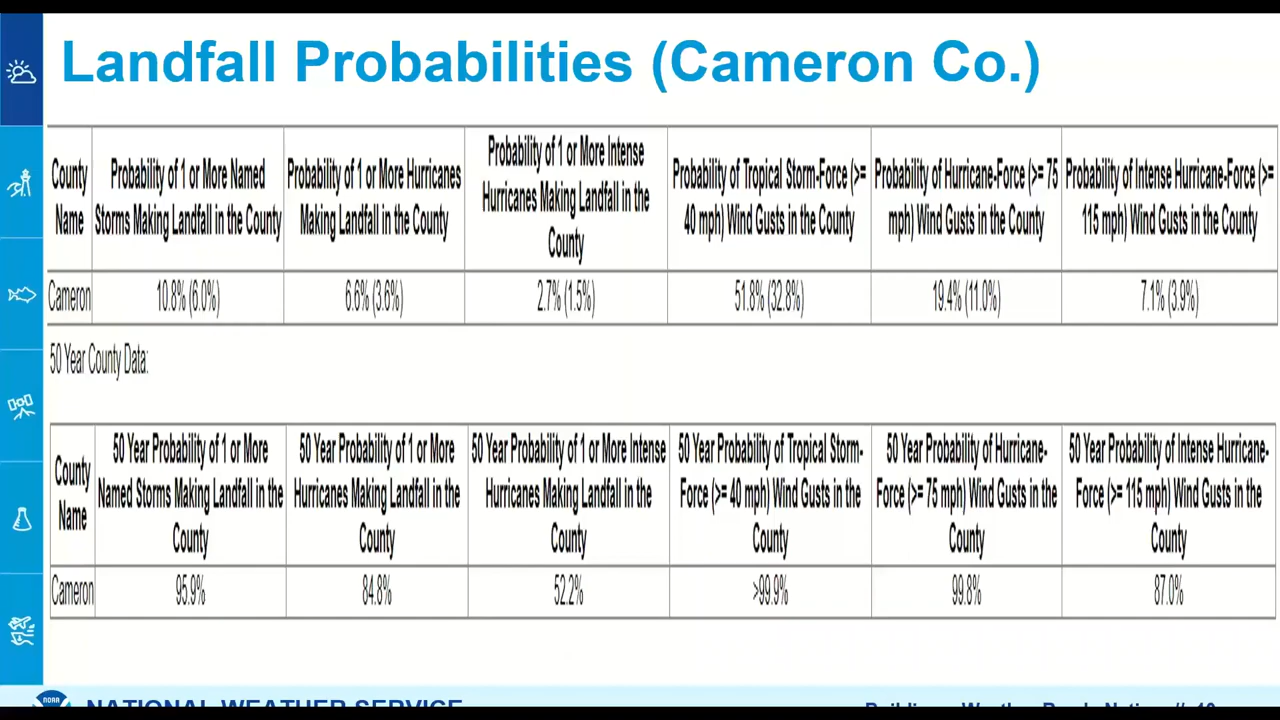 Landfall Probabilities (Cameron Co.)
County Name
Probability of 1 or More Named Storms Making Landfall in the County
Probability of 1 or More Hurricanes Making Landfall in the County
Probability of 1 or More Intense Hurricanes Making Landfall in the County
Probability of Tropical Storm-Force (>= 40 mph) Wind Gusts in the County
Probability of Hurricane-Force (>= 75 mph) Wind Gusts in the County
Probability of Intense Hurricane-Force (>= 115 mph) Wind Gusts in the County
Cameron 10.8% (6.0%) 6.6% (3.6%) 2.7% (1.5%) 51.8% (32.8%) 19.4% (11.0%) 7.1% (3.9%)
50 Year County Data:
County Name
50 Year Probability of 1 or More Named Storms Making Landfall in the County
50 Year Probability of 1 or More Hurricanes Making Landfall in the County
50 Year Probability of 1 or More Intense Hurricanes Making Landfall in the County
50 Year Probability of Tropical Storm-Force (>= 40 mph) Wind Gusts in the County
50 Year Probability of Hurricane-Force (>= 75 mph) Wind Gusts in the County
50 Year Probability of Intense Hurricane-Force (>= 115 mph) Wind Gusts in the County
Cameron 95.9% 84.8% 52.2% >99.9% 99.8% 87.0%
NOAA
NATIONAL WEATHER SERVICE